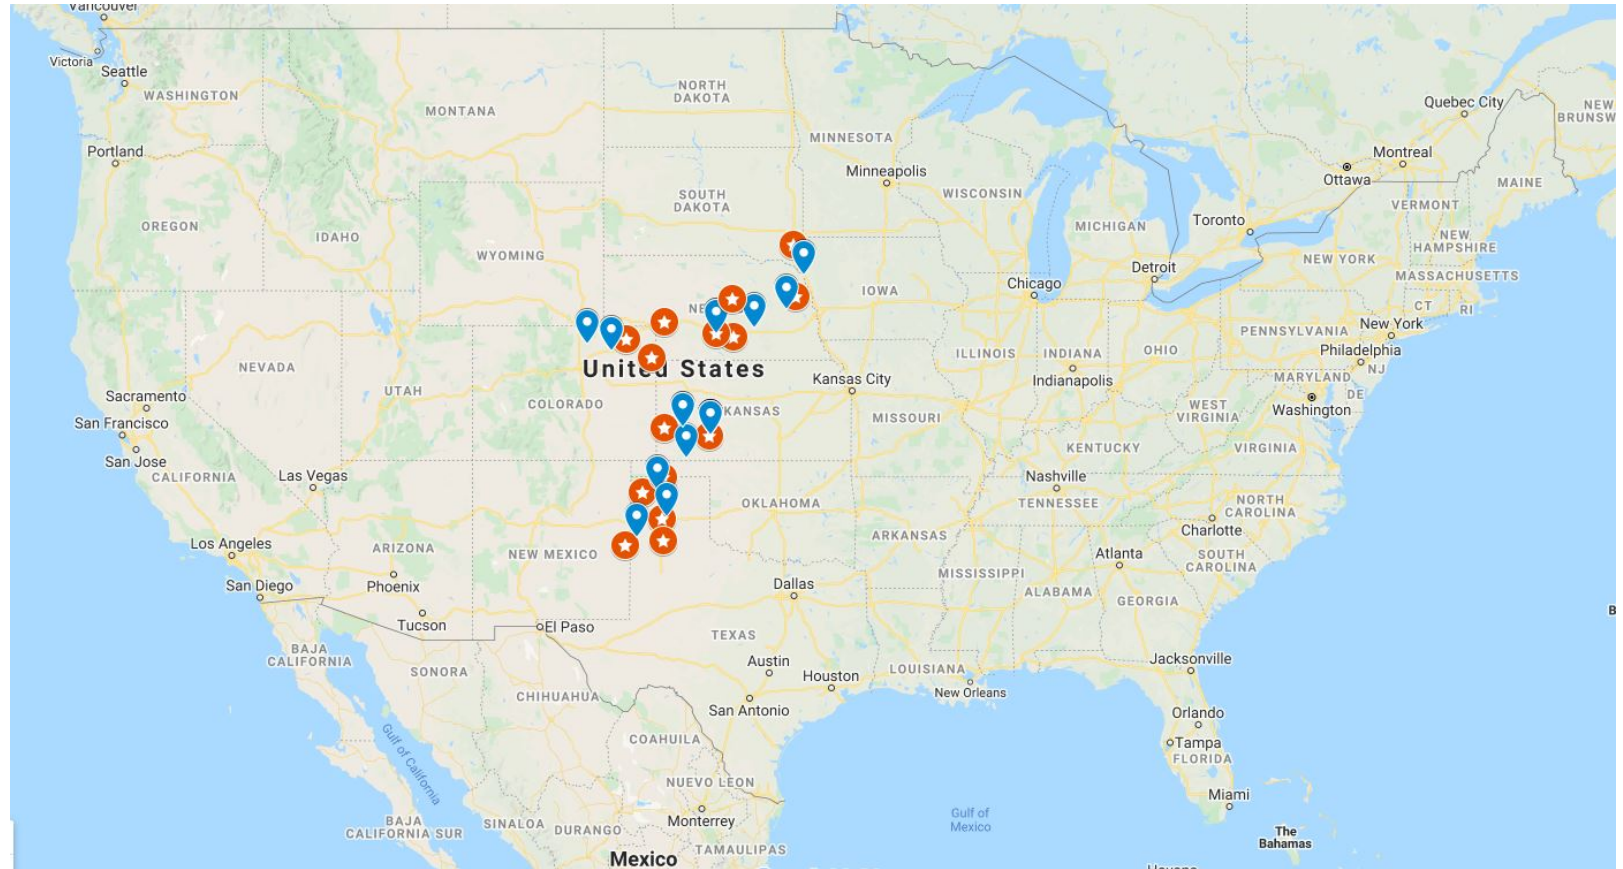 Vancouver
Victoria
Seattle
WASHINGTON
MONTANA
NORTH
DAKOTA
MINNESOTA
Quebec City
NEW
Portland
Minneapolis
Montreal
Ottawa
OREGON
IDAHO
WYOMING
SOUTH
DAKOTA
WISCONSIN
MICHIGAN
Toronto
MAINE
VERMONT
NEW
HAMPSHIRE
NEW YORK
MASSACHUSETTS
CT
RI
Detroit
Chicago
IOWA
NEVADA
UTAH
COLORADO
United States
KANSAS
Kansas City
ILLINOIS
INDIANA
Indianapolis
OHIO
PENNSYLVANIA
New York
Philadelphia
MARYLAND
NJ
DE
Washington
WEST
VIRGINIA
VIRGINIA
Sacramento
San Francisco
San Jose
CALIFORNIA
Las Vegas
MISSOURI
KENTUCKY
Nashville
TENNESSEE
NORTH
CAROLINA
Charlotte
Los Angeles
ARIZONA
NEW MEXICO
OKLAHOMA
ARKANSAS
Atlanta
SOUTH
CAROLINA
San Diego
Phoenix
Tucson
El Paso
Dallas
MISSISSIPPI
ALABAMA
GEORGIA
BAJA
CALIFORNIA
SONORA
CHIHUAHUA
TEXAS
Austin
Houston
San Antonio
LOUISIANA
New Orleans
Jacksonville
Orlando
Tampa
FLORIDA
Miami
Gulf of California
COAHUILA
NUEVO LEON
Monterrey
BAJA
CALIFORNIA SUR
SINALOA
DURANGO
TAMAULIPAS
Mexico
Gulf of
Mexico
The
Bahamas